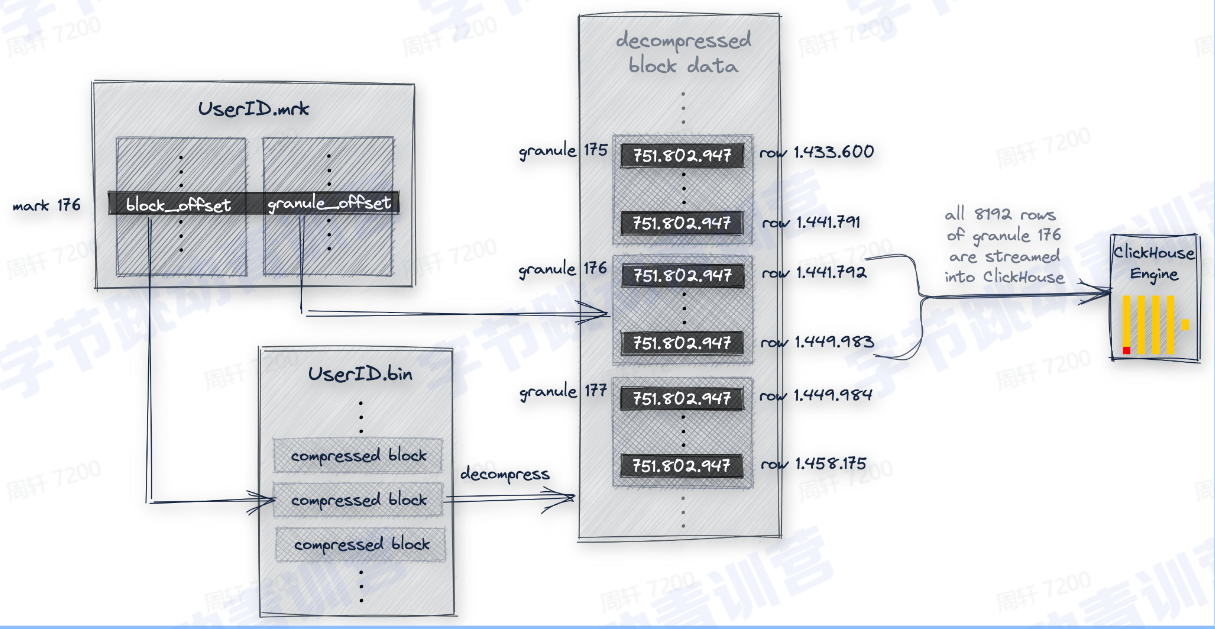 decompressed
block data
UserID.mrk
mark 176
block_offset
granule_offset
granule 175
751.802.947
row 1.433.600
751.802.947
row 1.441.791
granule 176
751.802.947
row 1.441.792
751.802.947
row 1.449.983
granule 177
751.802.947
row 1.449.984
751.802.947
row 1.458.175
all 8192 rows
of granule 176
are streamed
into ClickHouse
ClickHouse
Engine
UserID.bin
compressed block
compressed block
compressed block
decompress
字节跳动青训营
周轩 7200